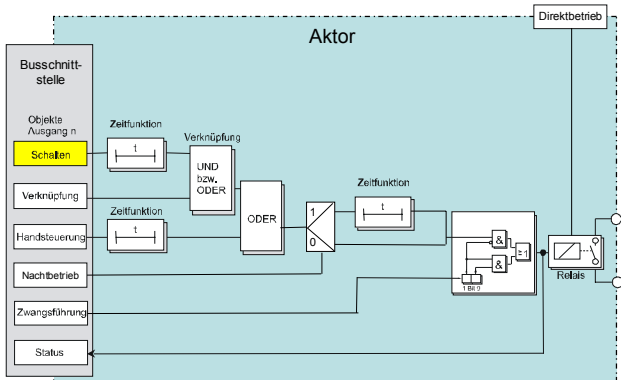 Direktbetrieb
Aktor
Busschnitt-
stelle
Objekte
Ausgang n
Zeitfunktion
Verknüpfung
Schalten
t
UND
bzw.
ODER
Zeitfunktion
Verknüpfung
Zeitfunktion
ODER
1
t
Handsteuerung
t
0
&
≥1
&
Nachtbetrieb
1 Bit 0
Relais
Zwangsführung
Status